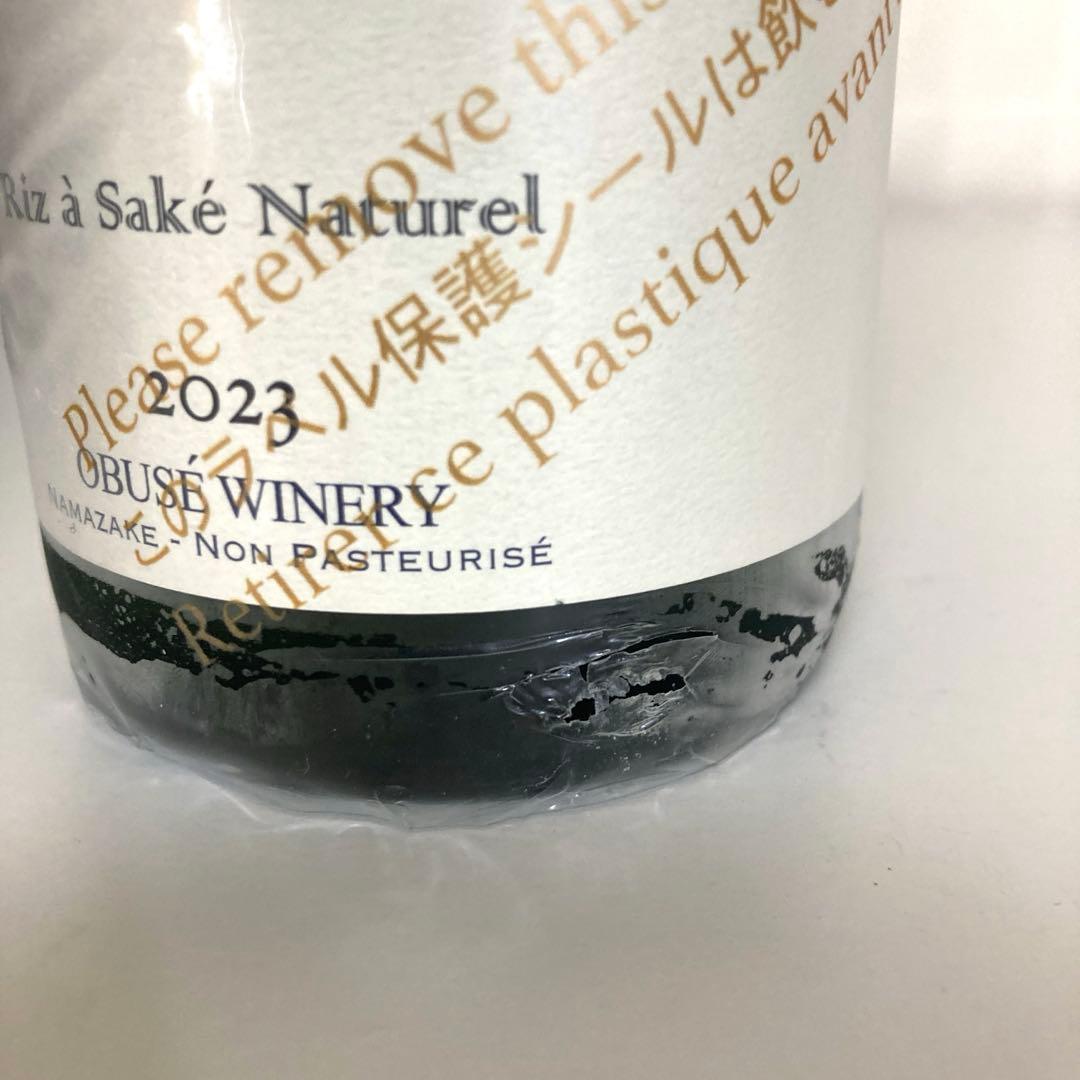 Riz à Saké Naturel
2023
OBUSÉ WINERY
NAMAZAKE - NON PASTEURISÉ
Please remove this
このラベル保護シールは飲
Retirer ce plastique avant